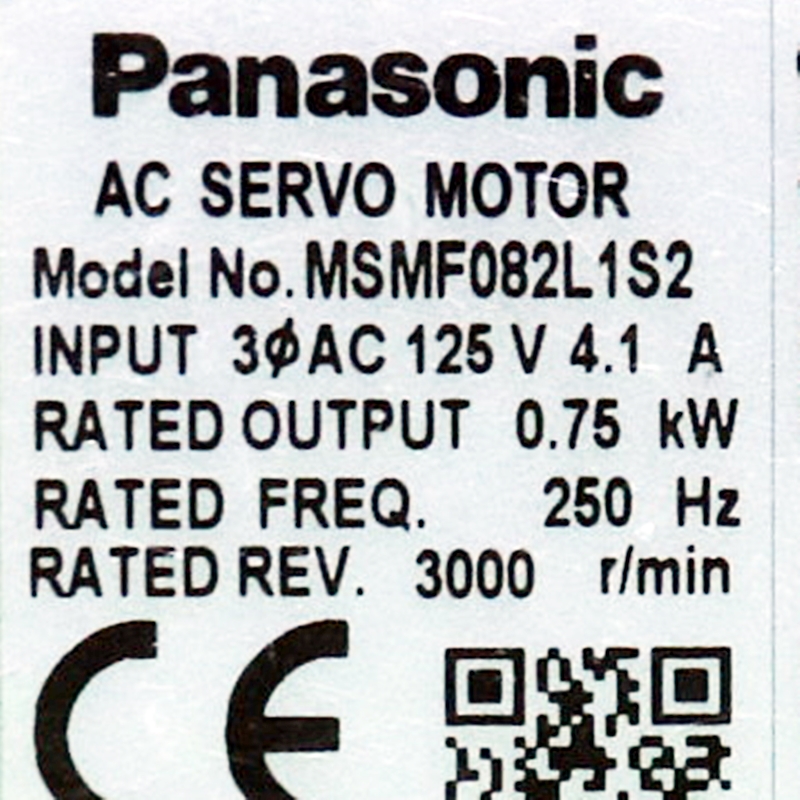 Panasonic
AC SERVO MOTOR
Model No. MSMF082L1S2
INPUT 3ϕAC 125 V 4.1 A
RATED OUTPUT 0.75 kW
RATED FREQ. 250 Hz
RATED REV. 3000 r/min
CE